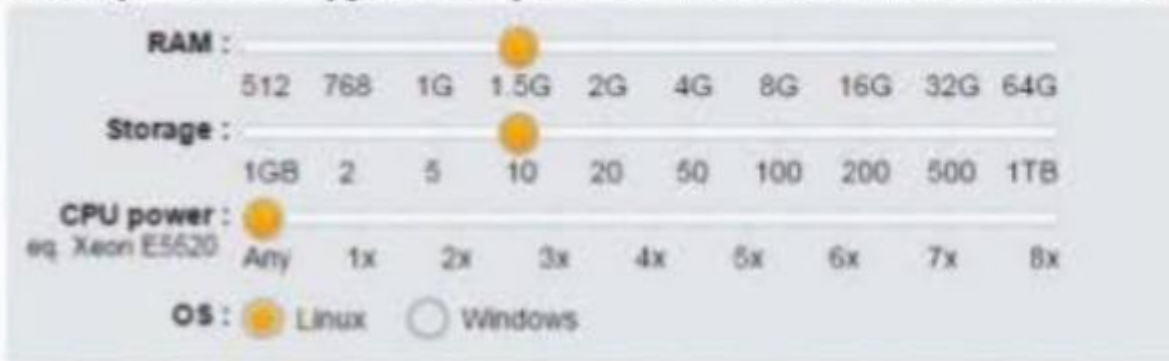 RAM :
512 768 1G 1.5G 2G 4G 8G 16G 32G 64G
Storage :
1GB 2 5 10 20 50 100 200 500 1TB
CPU power :
eq. Xeon E5520 Any 1x 2x 3x 4x 5x 6x 7x 8x
OS : Linux Windows